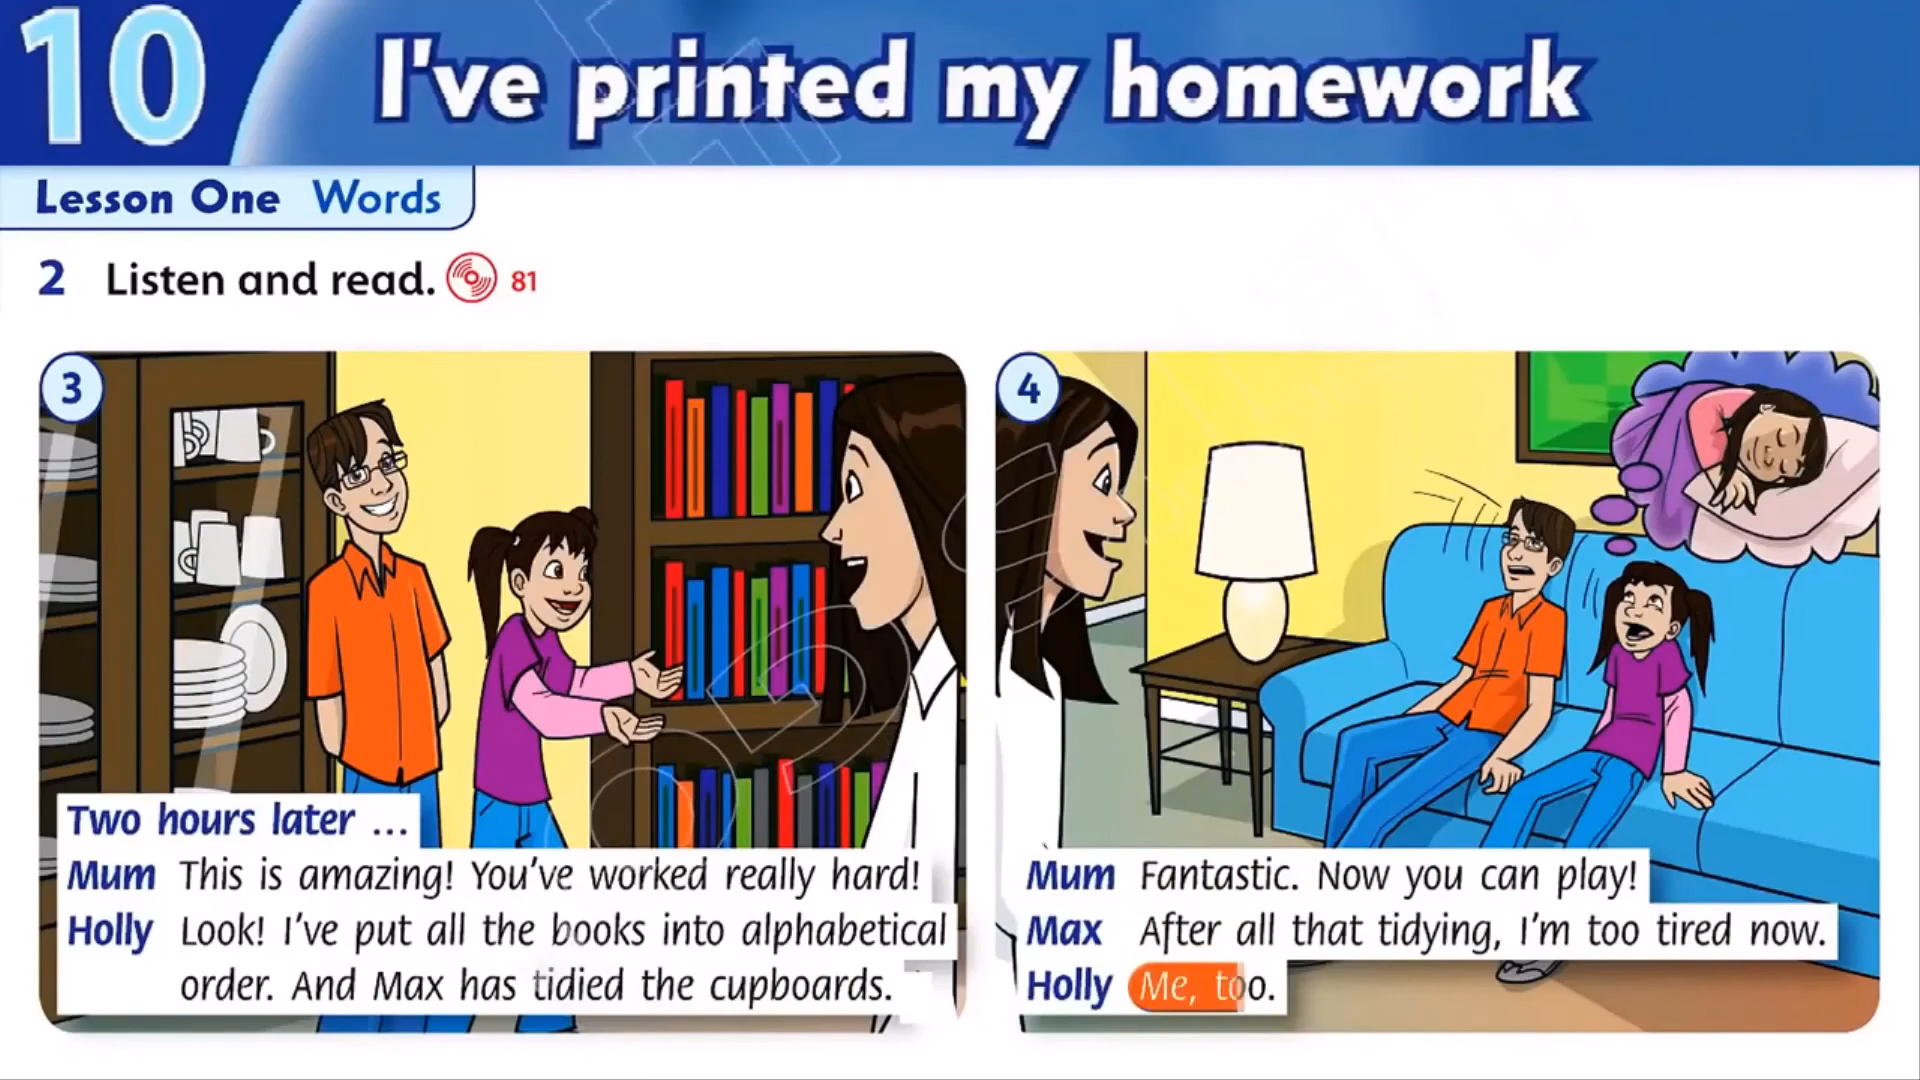 10 I've printed my homework
Lesson One Words
2 Listen and read. 81
3
Two hours later ...
Mum This is amazing! You've worked really hard!
Holly Look! I've put all the books into alphabetical
order. And Max has tidied the cupboards.
4
Mum Fantastic. Now you can play!
Max After all that tidying, I'm too tired now.
Holly Me, too.